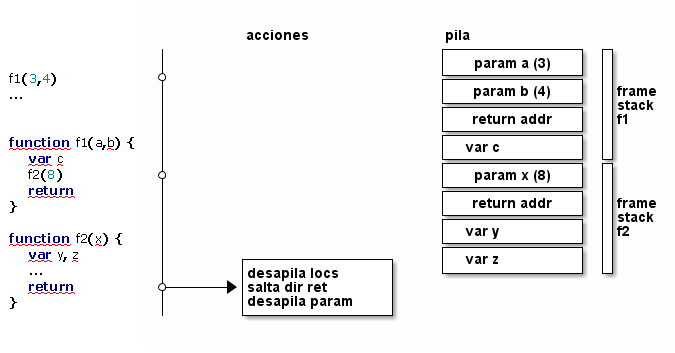 acciones
pila
f1(3,4)
...
function f1(a,b) {
var c
f2(8)
return
}
function f2(x) {
var y, z
...
return
}
desapila locs
salta dir ret
desapila param
param a (3)
param b (4)
return addr
var c
param x (8)
return addr
var y
var z
frame
stack
f1
frame
stack
f2